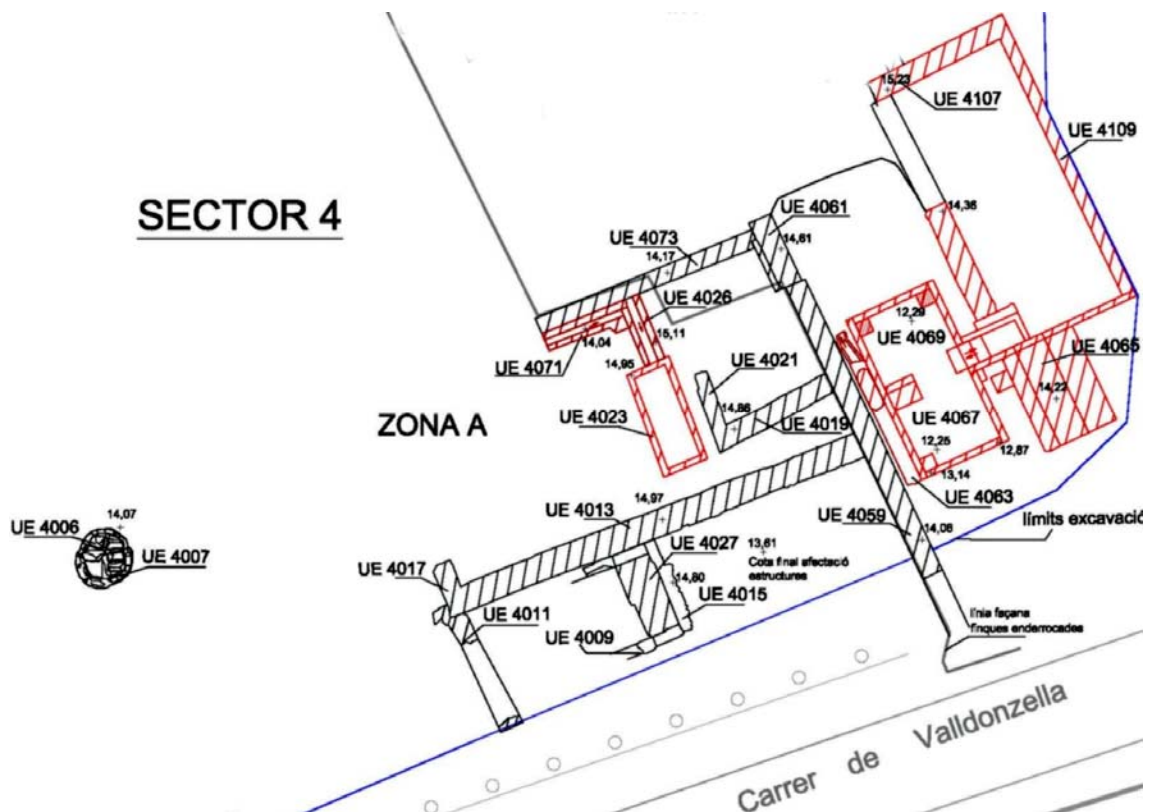 15,23
UE 4107
UE 4109
SECTOR 4
UE 4061
14,36
14,61
UE 4073
14,17
UE 4026
12,29
UE 4069
14,04
15,11
UE 4071
14,95
UE 4021
UE 4065
14,22
14,86
UE 4023
UE 4019
ZONA A
UE 4067
12,25
12,87
13,14
UE 4063
14,97
UE 4013
UE 4059
14,08
límits excavació
14,07
UE 4006
UE 4007
UE 4027
13,61
Cota final afectació
estructures
UE 4017
14,80
UE 4015
UE 4011
UE 4009
línia façana
finques enderrocades
Carrer de Valldonzella